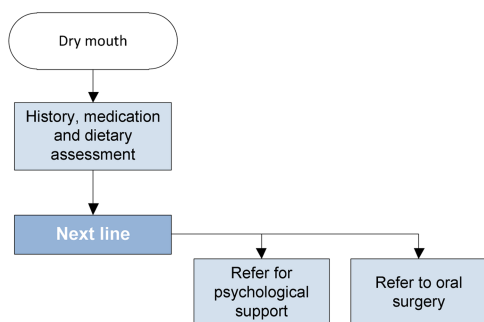 Dry mouth
History, medication
and dietary
assessment
Next line
Refer for
psychological
support
Refer to oral
surgery